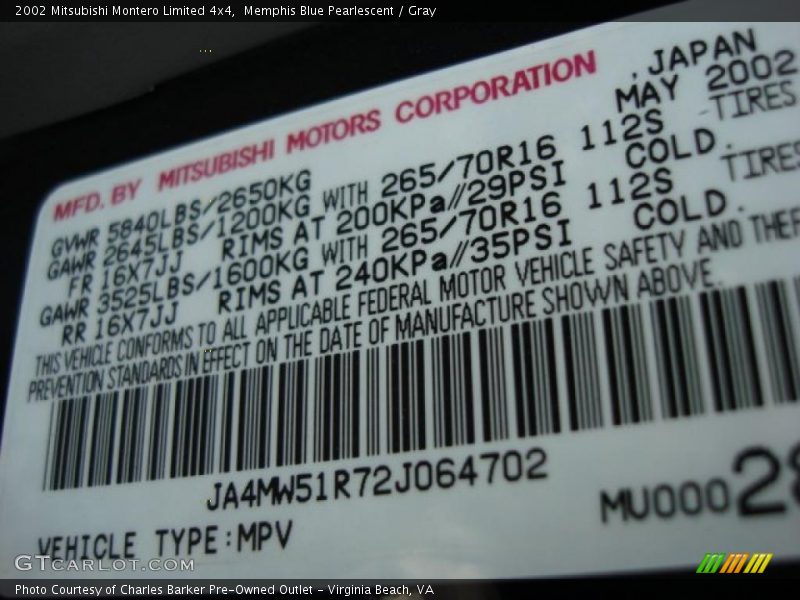 2002 Mitsubishi Montero Limited 4x4, Memphis Blue Pearlescent / Gray
MFD. BY MITSUBISHI MOTORS CORPORATION , JAPAN
MAY 2002
GVWR 5840LBS/2650KG
GAWR 2645LBS/1200KG WITH 265/70R16 112S TIRES
FR 16X7JJ RIMS AT 200KPa//29PSI COLD.
GAWR 3525LBS/1600KG WITH 265/70R16 112S TIRES
RR 16X7JJ RIMS AT 240KPa//35PSI COLD.
THIS VEHICLE CONFORMS TO ALL APPLICABLE FEDERAL MOTOR VEHICLE SAFETY AND THEFT
PREVENTION STANDARDS IN EFFECT ON THE DATE OF MANUFACTURE SHOWN ABOVE.
JA4MW51R72J064702
MU00028
VEHICLE TYPE:MPV
GTCARLOT.COM
Photo Courtesy of Charles Barker Pre-Owned Outlet - Virginia Beach, VA